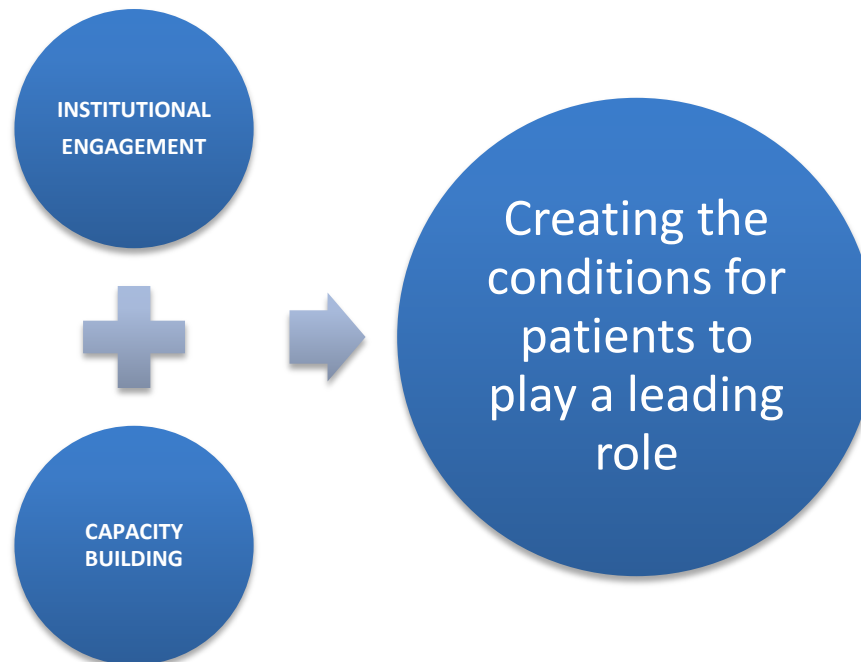 INSTITUTIONAL
ENGAGEMENT
CAPACITY
BUILDING
Creating the
conditions for
patients to
play a leading
role